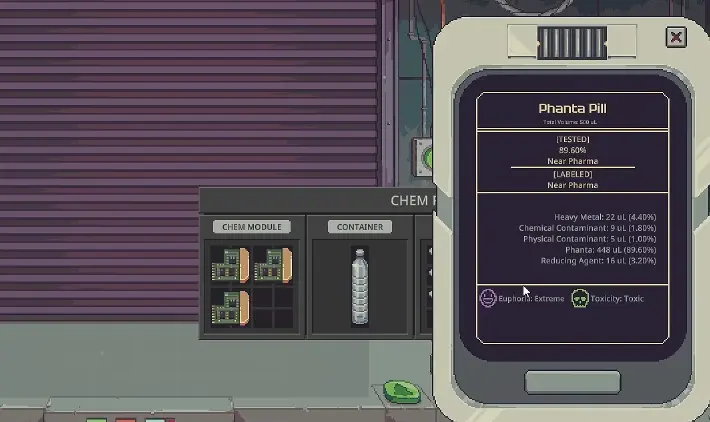 Phanta Pill
Total Volume: 500 uL
[TESTED]
89.60%
Near Pharma
[LABELED]
Near Pharma
Heavy Metal: 22 uL (4.40%)
Chemical Contaminant: 9 uL (1.80%)
Physical Contaminant: 5 uL (1.00%)
Phanta: 448 uL (89.60%)
Reducing Agent: 16 uL (3.20%)
Euphoria: Extreme
Toxicity: Toxic
CHEM
CHEM MODULE
CONTAINER